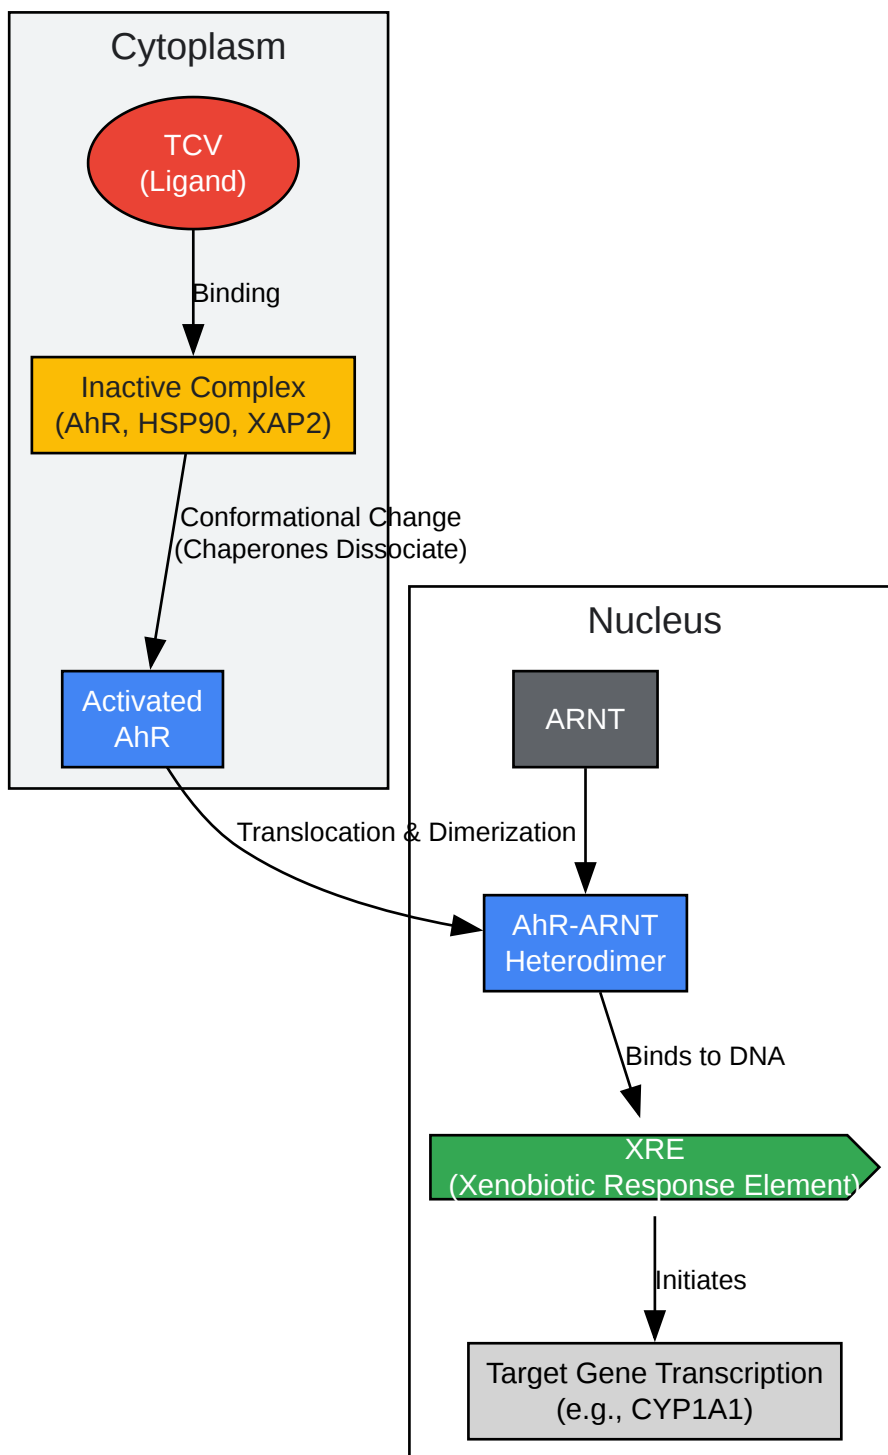 Cytoplasm
TCV
(Ligand)
Binding
Inactive Complex
(AhR, HSP90, XAP2)
Conformational Change
(Chaperones Dissociate)
Activated
AhR
Nucleus
ARNT
Translocation & Dimerization
AhR-ARNT
Heterodimer
Binds to DNA
XRE
(Xenobiotic Response Element)
Initiates
Target Gene Transcription
(e.g., CYP1A1)